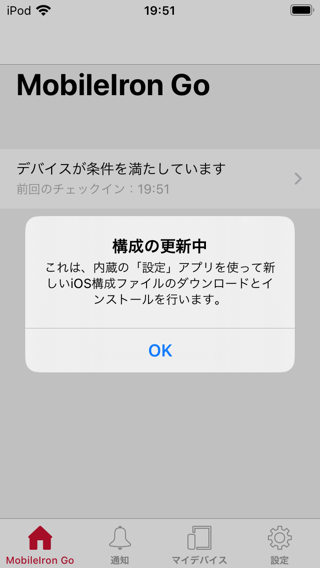 iPod 19:51
MobileIron Go
デバイスが条件を満たしています
前回のチェックイン：19:51
構成の更新中
これは、内蔵の「設定」アプリを使って新
しいiOS構成ファイルのダウンロードとイ
ンストールを行います。
OK
MobileIron Go 通知 マイデバイス 設定